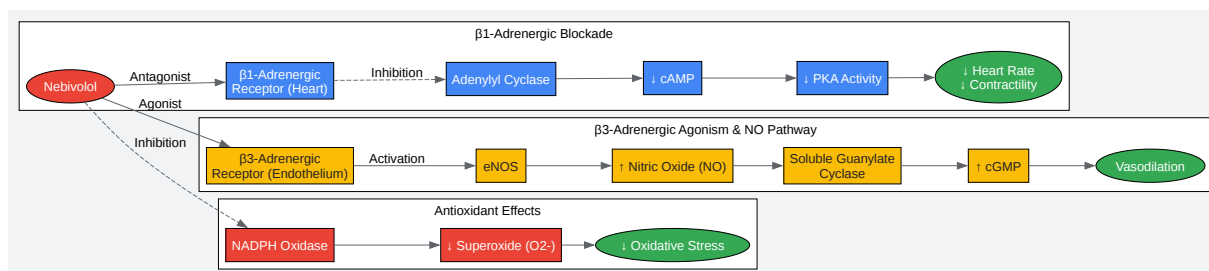 β1-Adrenergic Blockade
Nebivolol
Antagonist
β1-Adrenergic
Receptor (Heart)
Inhibition
Adenylyl Cyclase
↓ cAMP
↓ PKA Activity
↓ Heart Rate
↓ Contractility
Agonist
Inhibition
β3-Adrenergic Agonism & NO Pathway
β3-Adrenergic
Receptor (Endothelium)
Activation
eNOS
↑ Nitric Oxide (NO)
Soluble Guanylate
Cyclase
↑ cGMP
Vasodilation
Antioxidant Effects
NADPH Oxidase
↓ Superoxide (O2-)
↓ Oxidative Stress